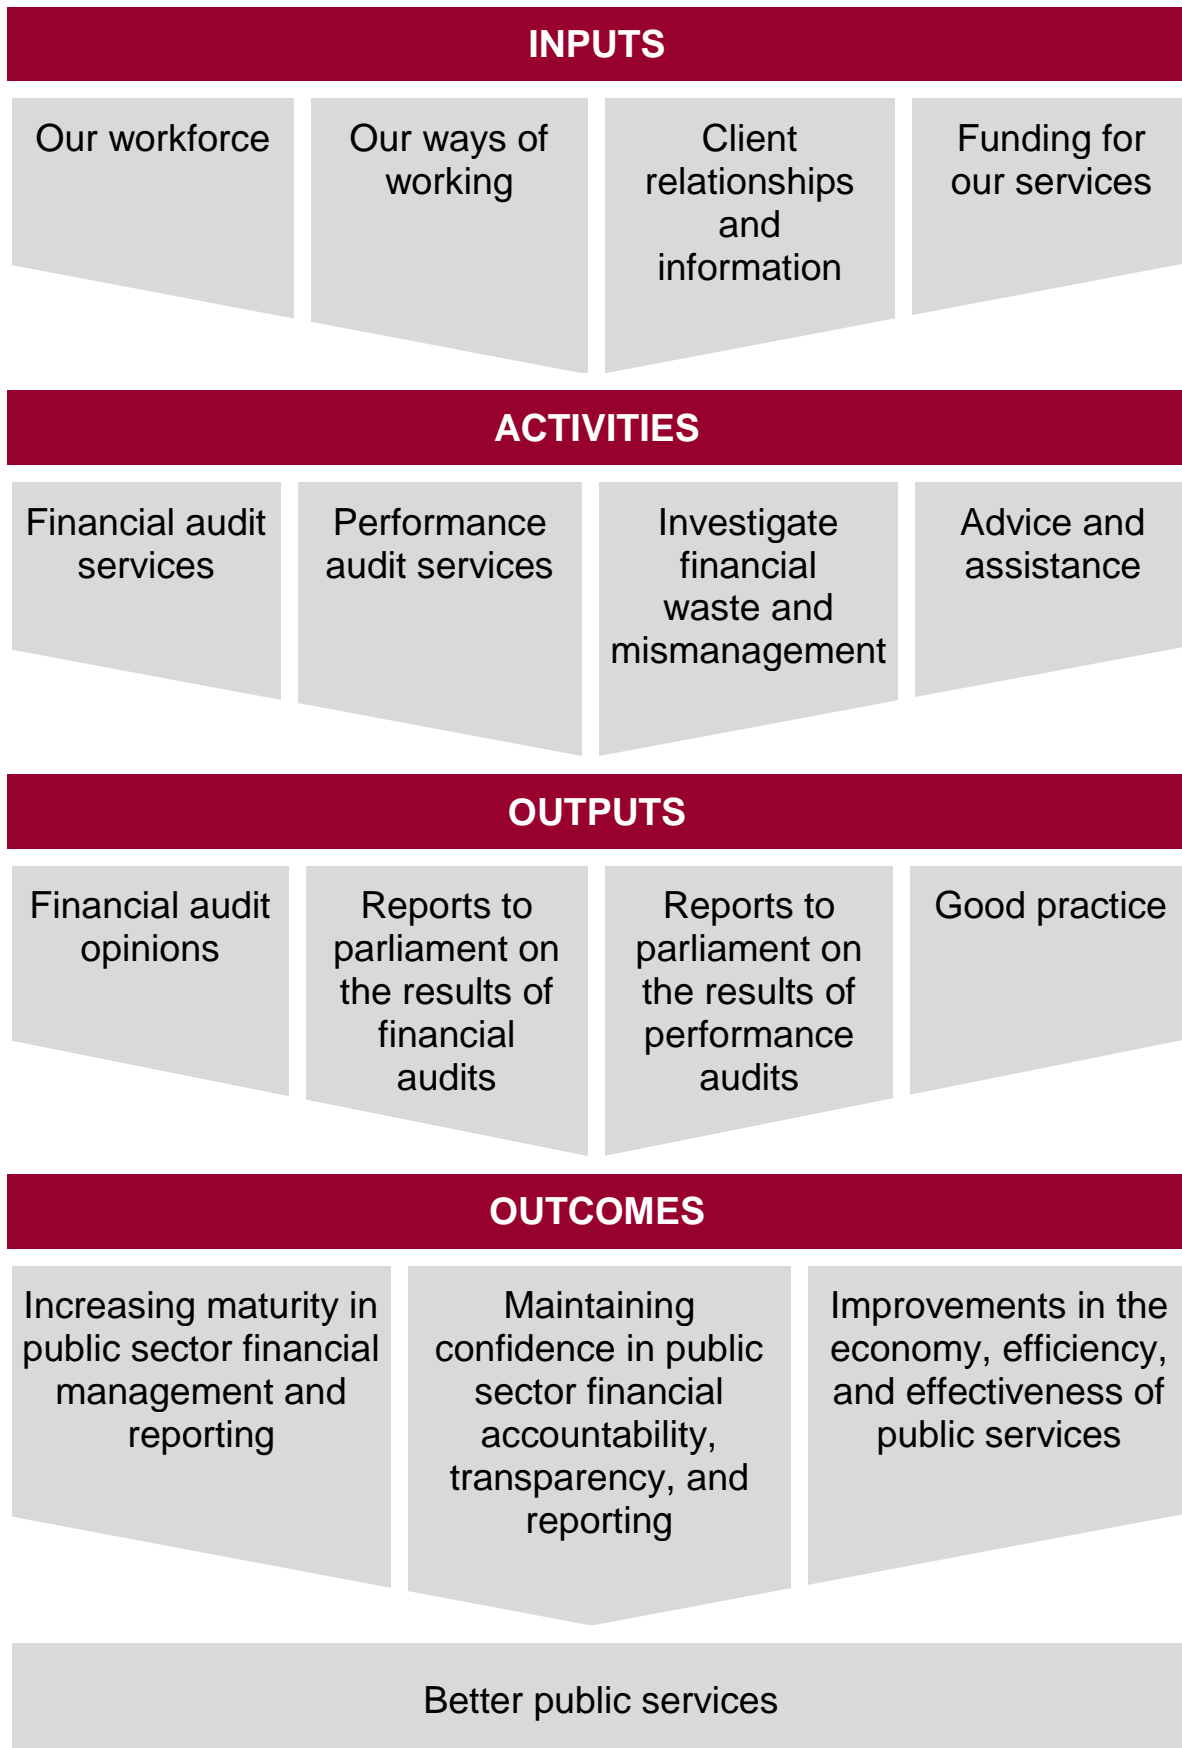 INPUTS
Our workforce
Our ways of
working
Client
relationships
and
information
Funding for
our services
ACTIVITIES
Financial audit
services
Performance
audit services
Investigate
financial
waste and
mismanagement
Advice and
assistance
OUTPUTS
Financial audit
opinions
Reports to
parliament on
the results of
financial
audits
Reports to
parliament on
the results of
performance
audits
Good practice
OUTCOMES
Increasing maturity in
public sector financial
management and
reporting
Maintaining
confidence in public
sector financial
accountability,
transparency, and
reporting
Improvements in the
economy, efficiency,
and effectiveness of
public services
Better public services